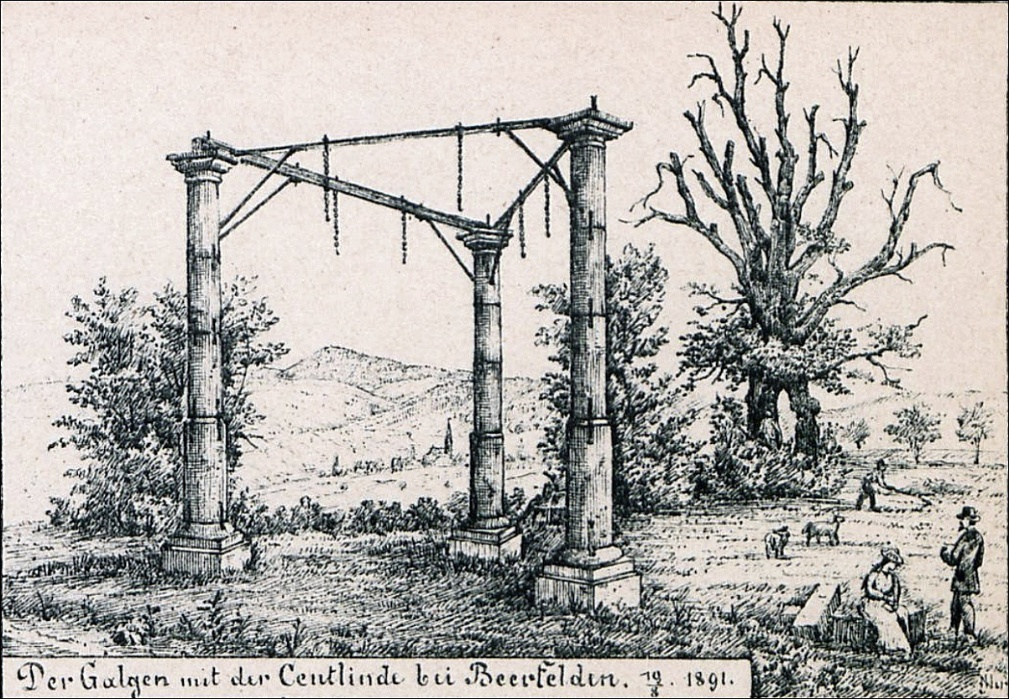 Der Galgen mit der Centlinde bei Beerfelden. 19/8. 1891.